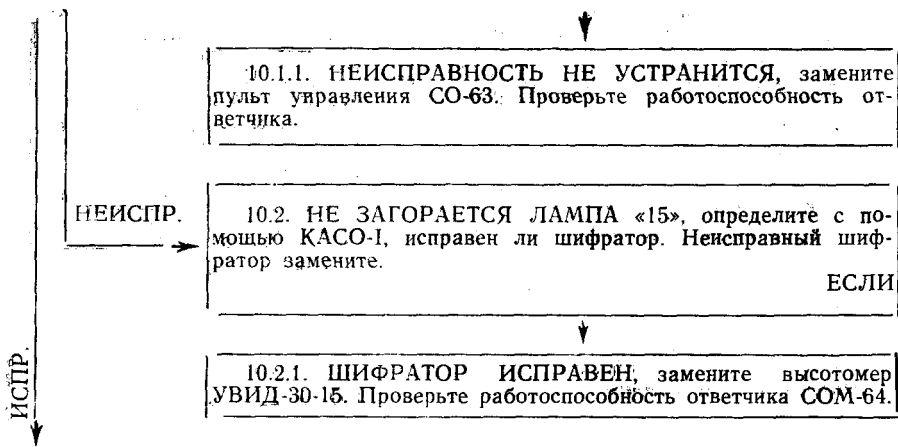 10.1.1. НЕИСПРАВНОСТЬ НЕ УСТРАНИТСЯ, замените
пульт управления СО-63. Проверьте работоспособность от-
ветчика.
НЕИСПР.
10.2. НЕ ЗАГОРАЕТСЯ ЛАМПА «15», определите с по-
мощью КАСО-I, исправен ли шифратор. Неисправный шиф-
ратор замените.
ЕСЛИ
ИСПР.
10.2.1. ШИФРАТОР ИСПРАВЕН, замените высотомер
УВИД-30-15. Проверьте работоспособность ответчика СОМ-64.